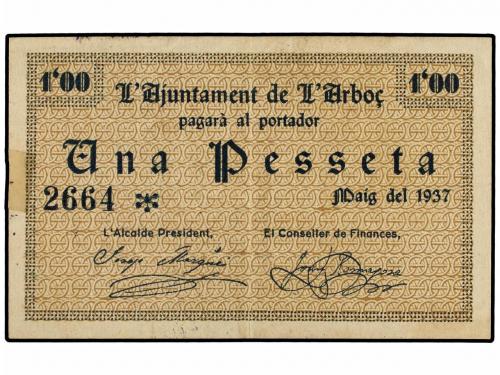 1'00 1'00
L'Ajuntament de L'Arboç
pagarà al portador
Una Pesseta
2664 *
Maig del 1937
L'Alcalde President, El Conseller de Finances,